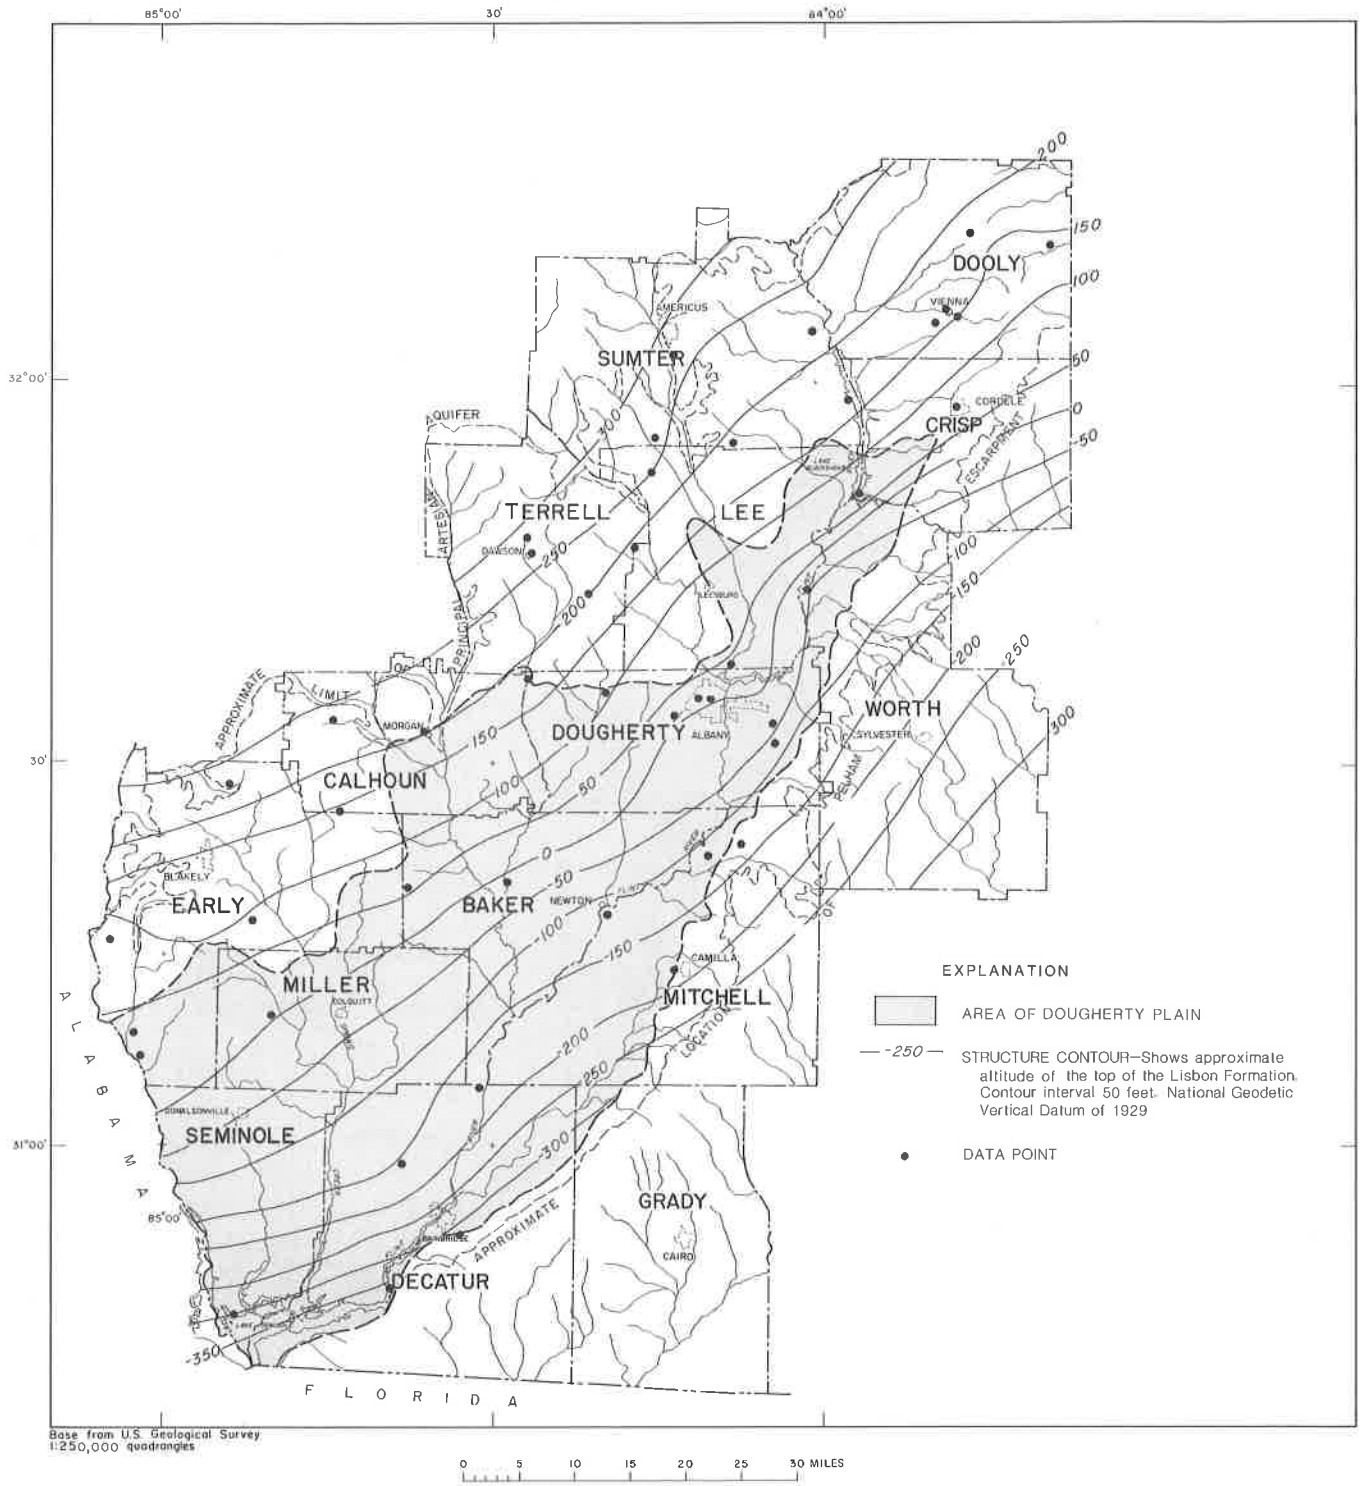 85°00'
30'
84°00'
200
150
DOOLY
100
VIENNA
AMERICUS
SUMTER
50
32°00'
CORDELE
0
AQUIFER
300
CRISP
-50
ESCARPMENT
LAKE
ARTESIAN
TERRELL
LEE
DAWSON
250
-100
-150
LEESBURG
200
PRINCIPAL
-200
-250
APPROXIMATE
LIMIT
MORGAN
150
DOUGHERTY
ALBANY
WORTH
SYLVESTER
-300
30'
CALHOUN
100
50
PELHAM
0
BLAKELY
-50
EARLY
BAKER
NEWTON
FLINT
RIVER
OF
-100
-150
CAMILLA
MILLER
COLQUITT
MITCHELL
LOCATION
EXPLANATION
AREA OF DOUGHERTY PLAIN
-250
STRUCTURE CONTOUR—Shows approximate
altitude of the top of the Lisbon Formation.
Contour interval 50 feet. National Geodetic
Vertical Datum of 1929
DATA POINT
ALABAMA
-200
-250
DONALSONVILLE
SEMINOLE
31°00'
-300
GRADY
85°00'
APPROXIMATE
BAINBRIDGE
CAIRO
DECATUR
LAKE
-350
FLORIDA
Base from U.S. Geological Survey
1:250,000 quadrangles
0 5 10 15 20 25 30 MILES